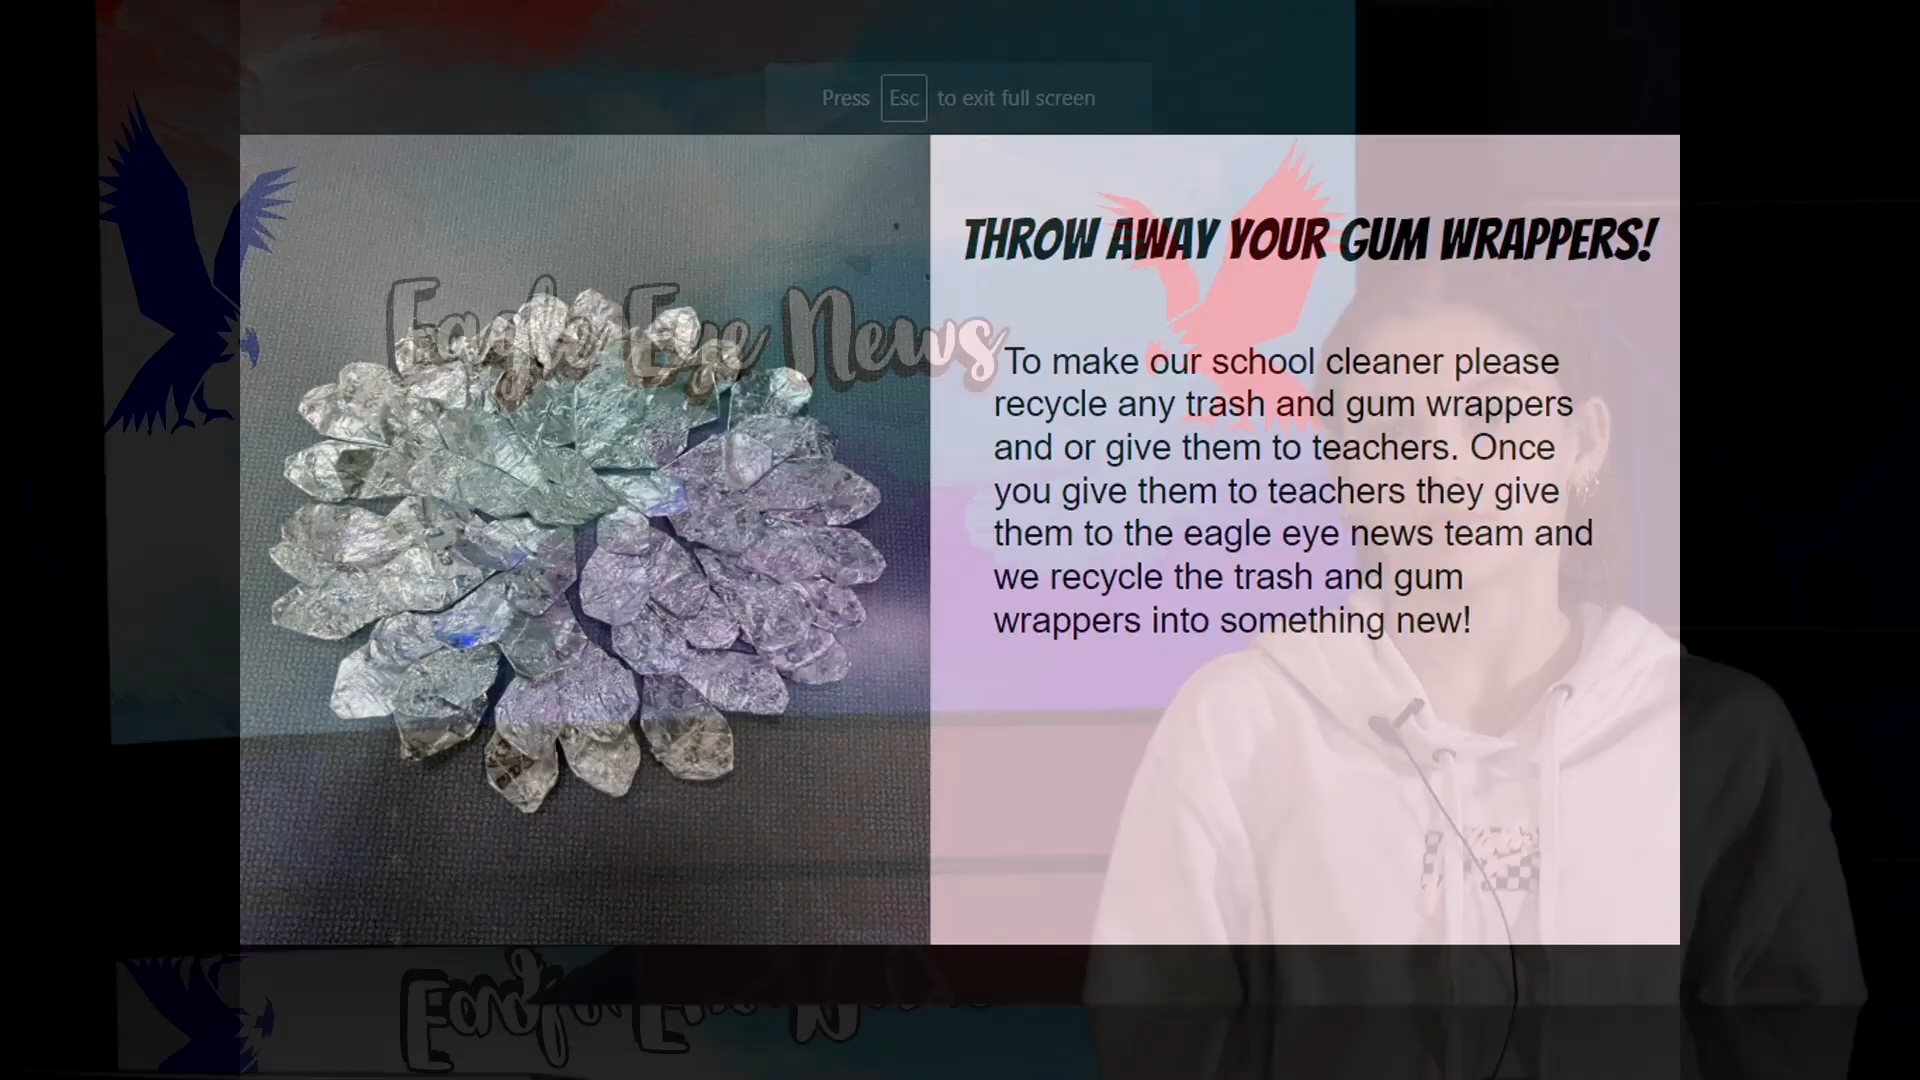 Press Esc to exit full screen
THROW AWAY YOUR GUM WRAPPERS!
Eagle Eye News
To make our school cleaner please
recycle any trash and gum wrappers
and or give them to teachers. Once
you give them to teachers they give
them to the eagle eye news team and
we recycle the trash and gum
wrappers into something new!